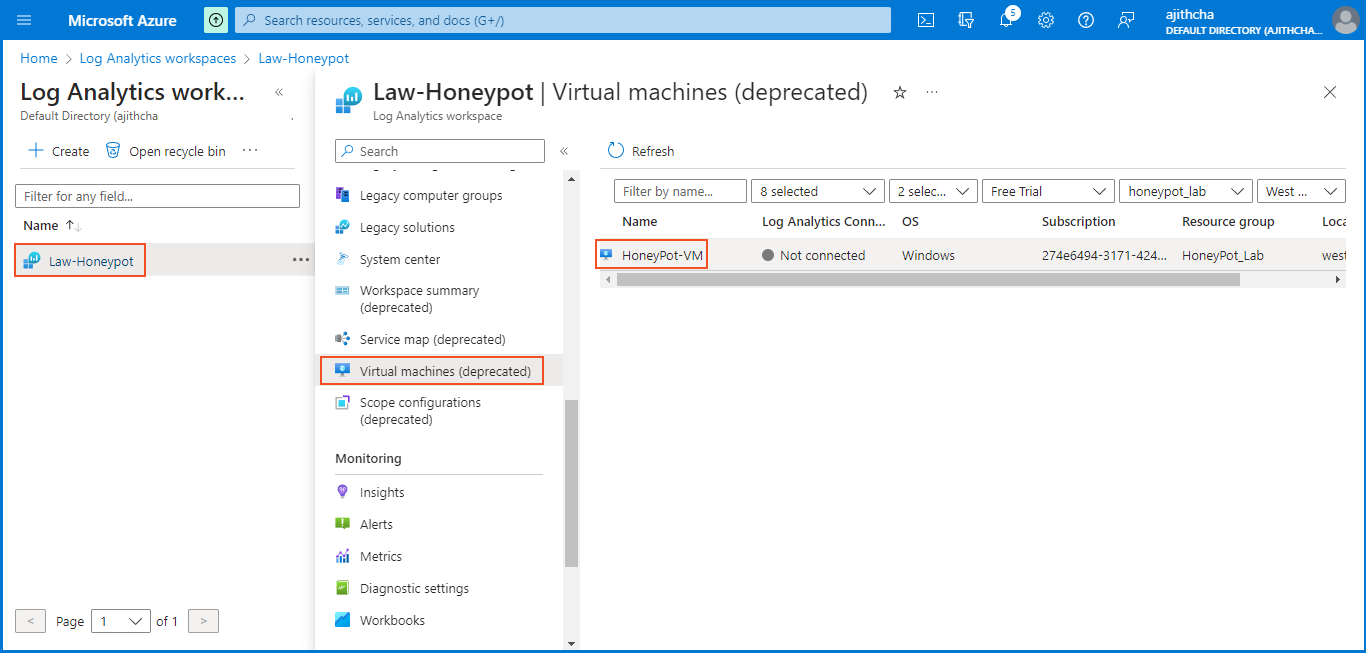 Microsoft Azure
Search resources, services, and docs (G+/)
5
ajithcha
DEFAULT DIRECTORY (AJITHCHA...
Home > Log Analytics workspaces > Law-Honeypot
Log Analytics work...
«
Default Directory (ajithcha
.
Create
Open recycle bin
...
Filter for any field...
Name ↑↓
Law-Honeypot
...
< Page 1 of 1 >
Law-Honeypot | Virtual machines (deprecated)
...
Log Analytics workspace
Search
«
Legacy computer groups
Legacy solutions
System center
Workspace summary
(deprecated)
Service map (deprecated)
Virtual machines (deprecated)
Scope configurations
(deprecated)
Monitoring
Insights
Alerts
Metrics
Diagnostic settings
Workbooks
Refresh
Filter by name...
8 selected
2 selec...
Free Trial
honeypot_lab
West ...
Name Log Analytics Conn... OS Subscription Resource group Loca
HoneyPot-VM Not connected Windows 274e6494-3171-424... HoneyPot_Lab west